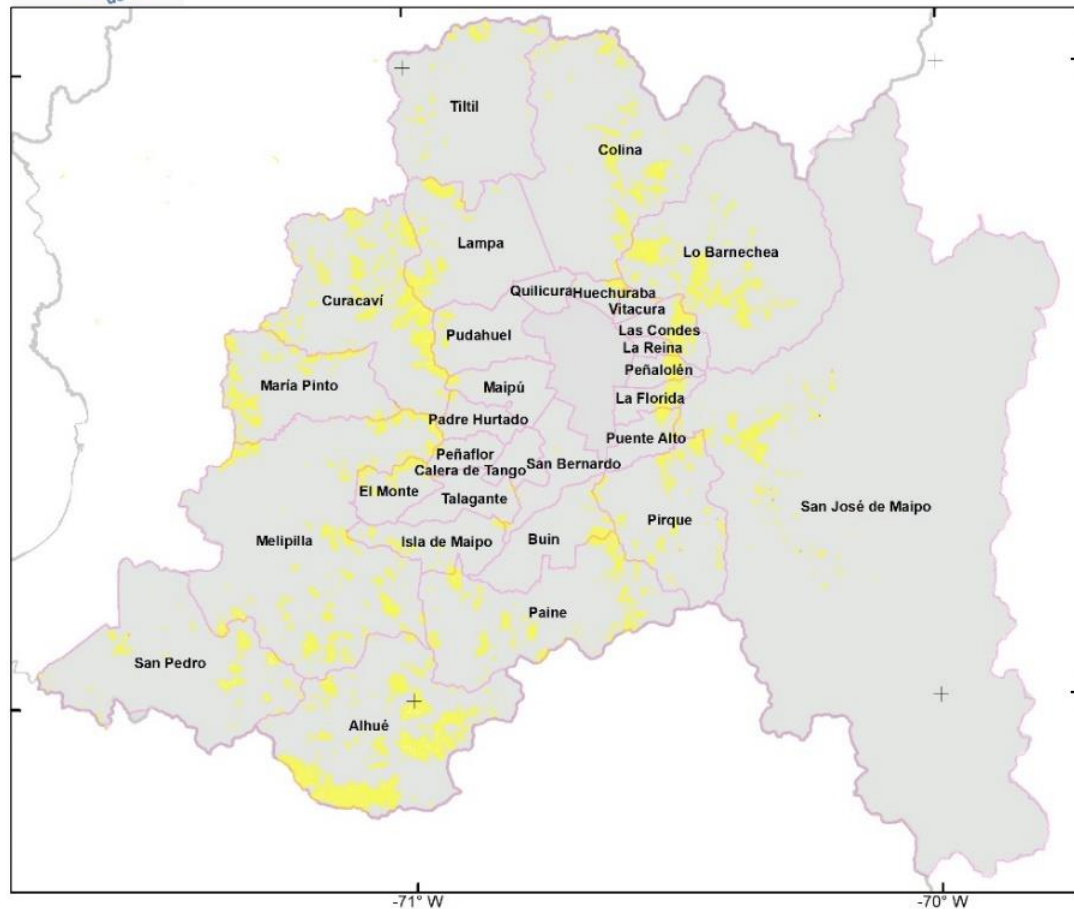 Tiltil
Colina
Lampa
Lo Barnechea
Curacaví
Quilicura
Huechuraba
Vitacura
Pudahuel
Las Condes
La Reina
Peñalolén
María Pinto
Maipú
La Florida
Padre Hurtado
Puente Alto
Peñaflor
San Bernardo
Calera de Tango
El Monte
Talagante
San José de Maipo
Pirque
Melipilla
Isla de Maipo
Buin
Paine
San Pedro
Alhué
-71° W
-70° W